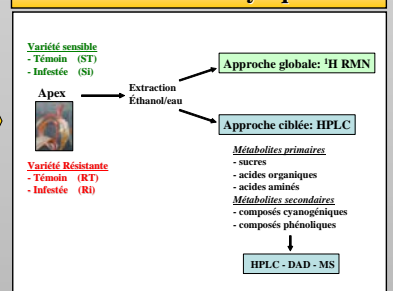 Variété sensible
- Témoin (ST)
- Infestée (Si)
Apex
Variété Résistante
- Témoin (RT)
- Infestée (Ri)
Extraction
Éthanol/eau
Approche globale: ¹H RMN
Approche ciblée: HPLC
Métabolites primaires
- sucres
- acides organiques
- acides aminés
Métabolites secondaires
- composés cyanogéniques
- composés phénoliques
HPLC - DAD - MS